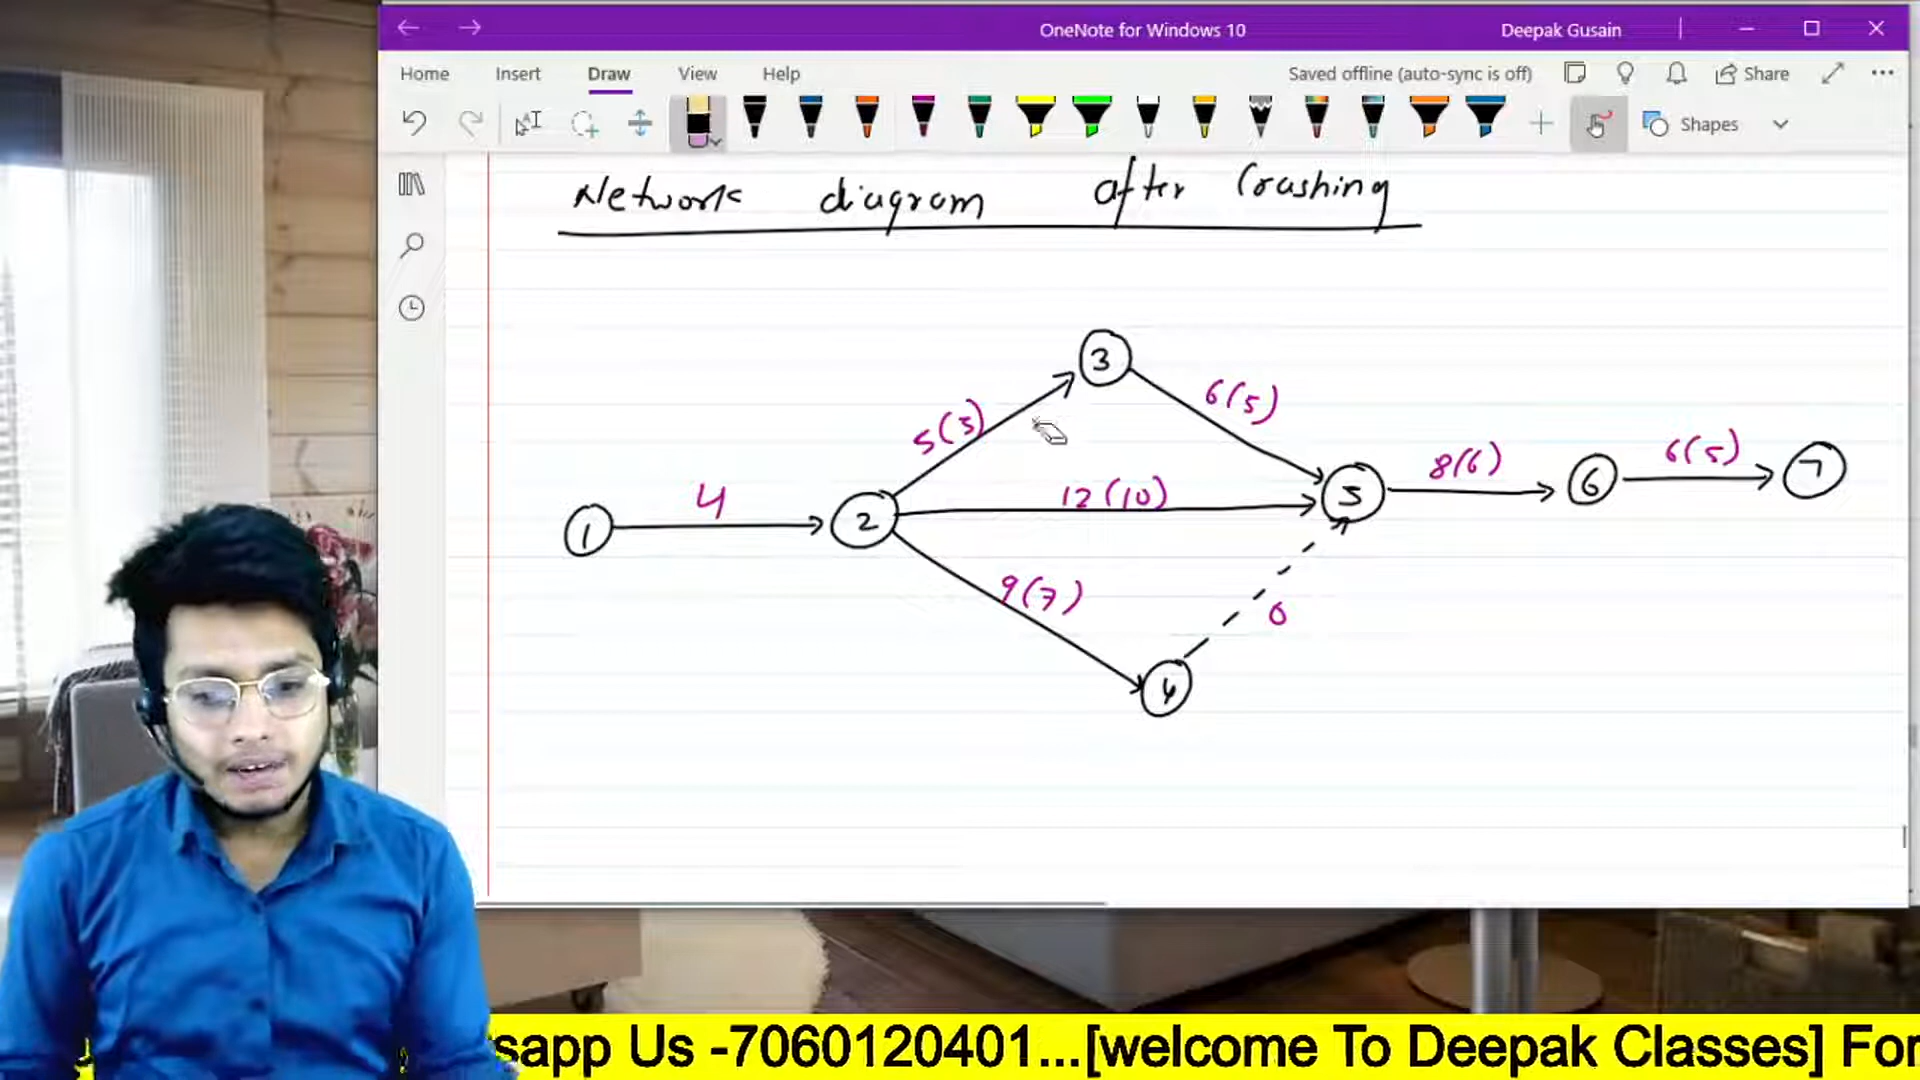 OneNote for Windows 10
Deepak Gusain
Home Insert Draw View Help
Saved offline (auto-sync is off)
Share
Shapes
Network diagram after Crashing
3
5(3)
6(5)
1
4
2
12(10)
5
8(6)
6
6(5)
7
9(7)
0
4
sapp Us -7060120401...[welcome To Deepak Classes] For